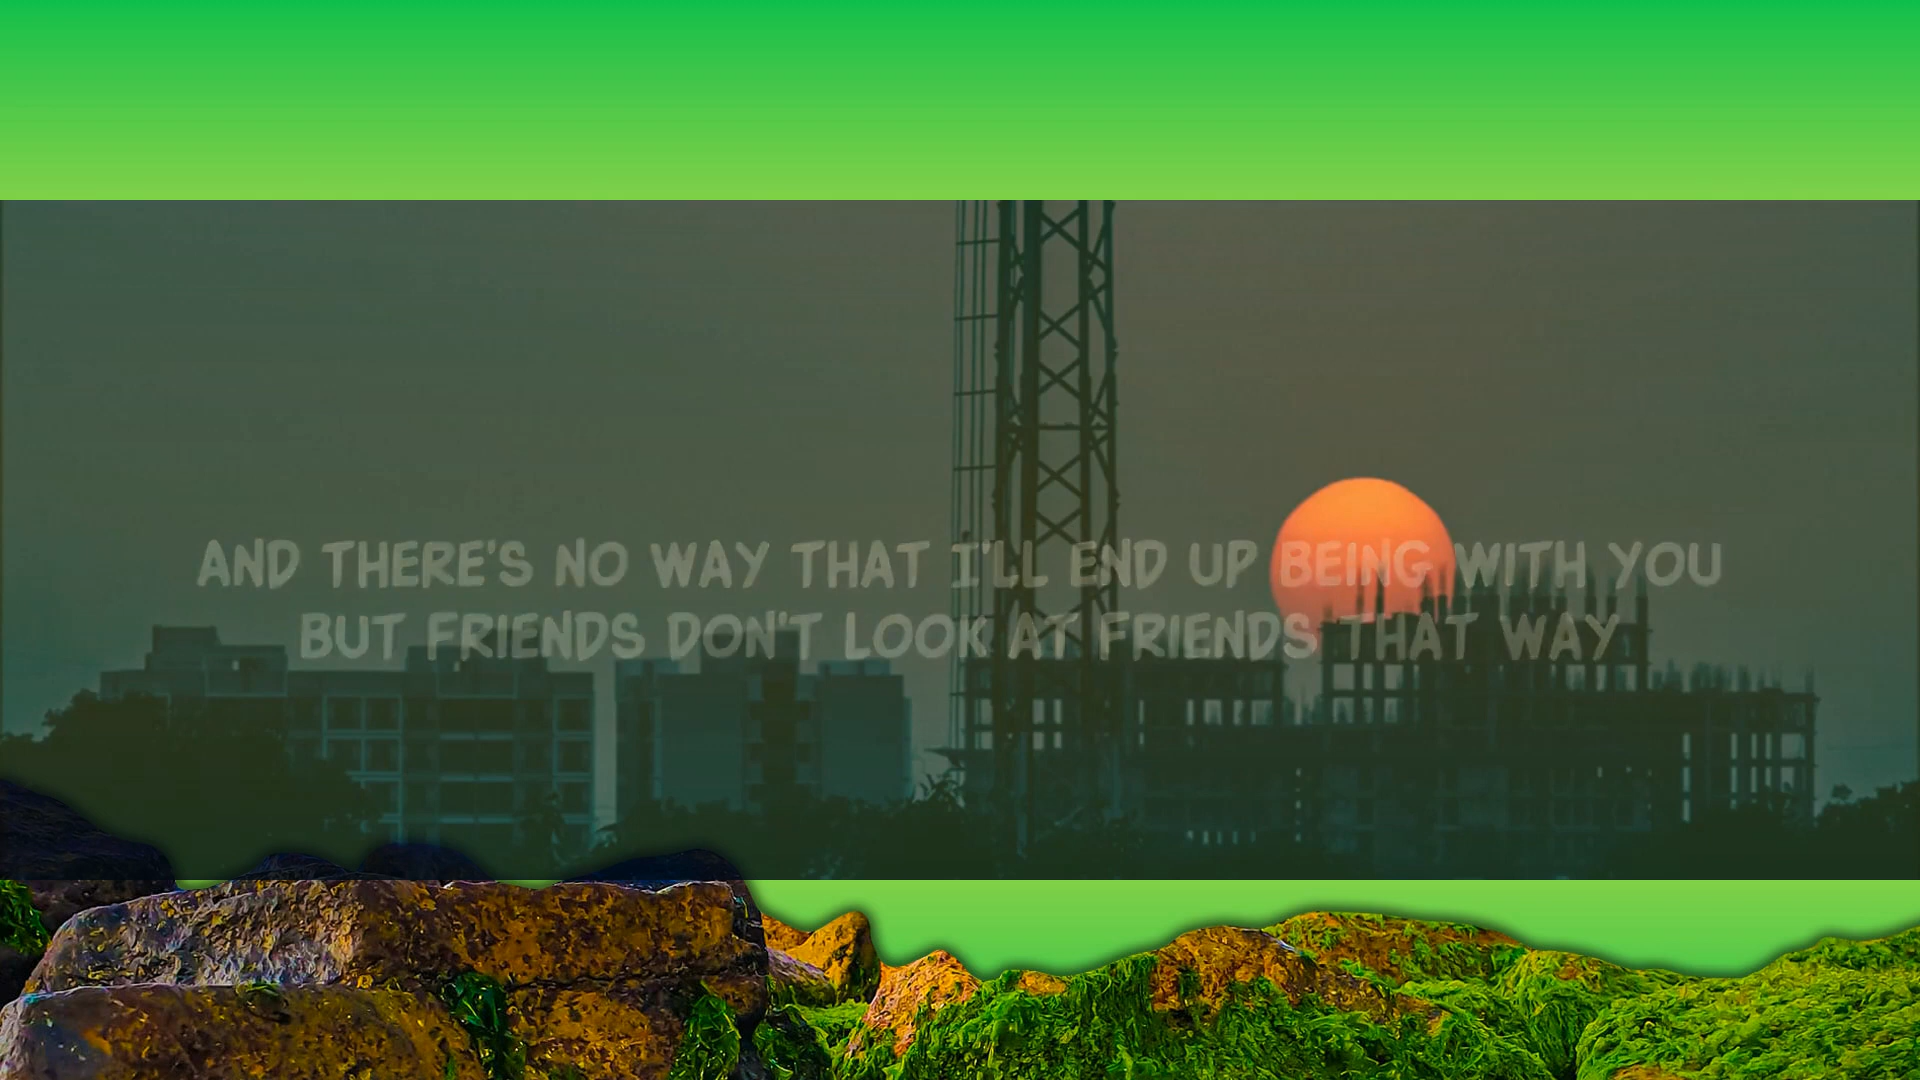 AND THERE'S NO WAY THAT I'LL END UP BEING WITH YOU
BUT FRIENDS DON'T LOOK AT FRIENDS THAT WAY